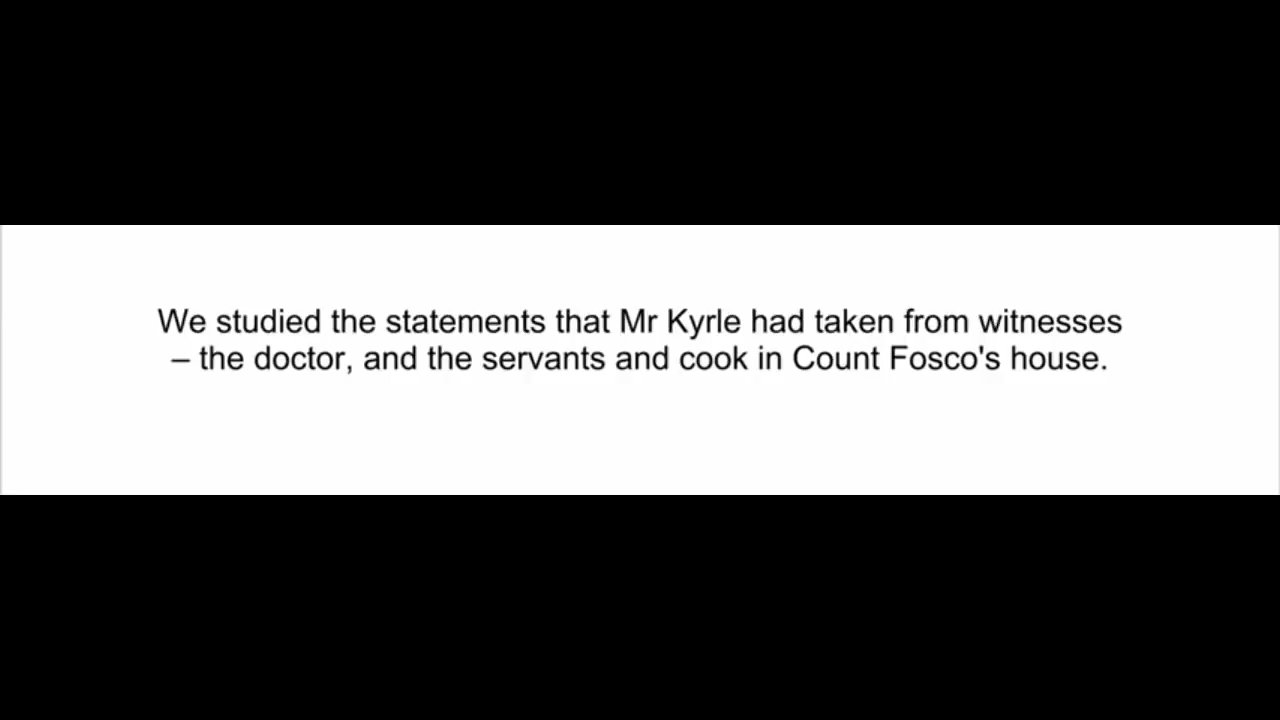 We studied the statements that Mr Kyrle had taken from witnesses
– the doctor, and the servants and cook in Count Fosco's house.